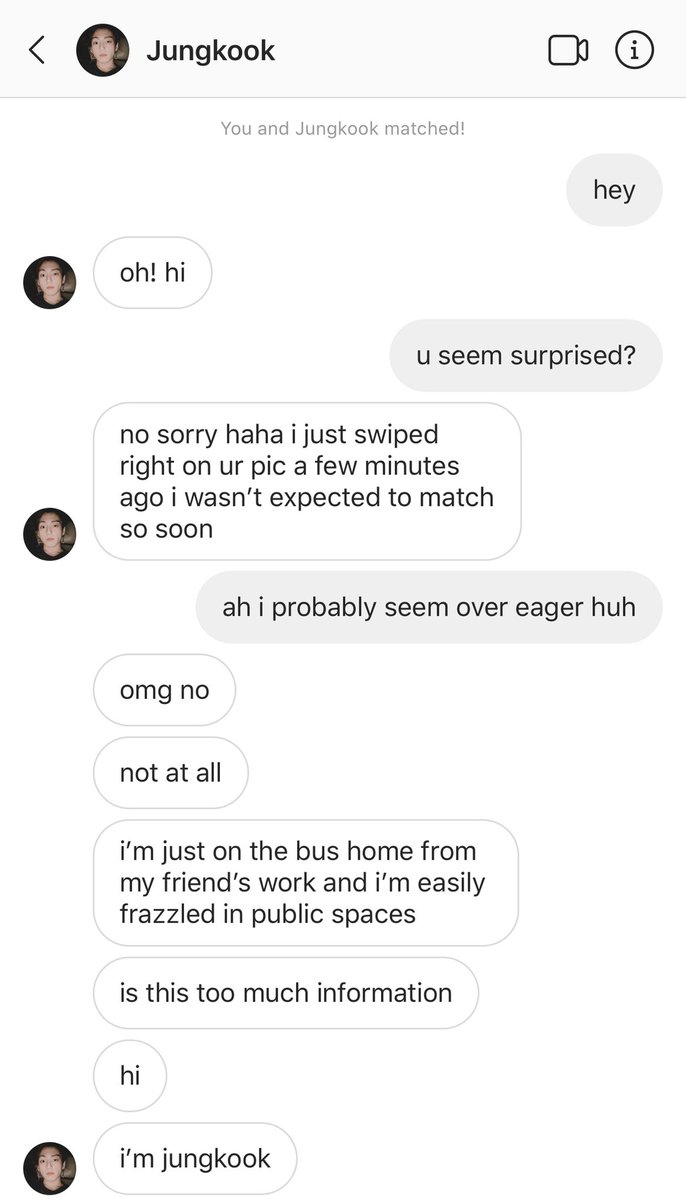 Jungkook
You and Jungkook matched!
hey
oh! hi
u seem surprised?
no sorry haha i just swiped
right on ur pic a few minutes
ago i wasn’t expected to match
so soon
ah i probably seem over eager huh
omg no
not at all
i’m just on the bus home from
my friend’s work and i’m easily
frazzled in public spaces
is this too much information
hi
i’m jungkook